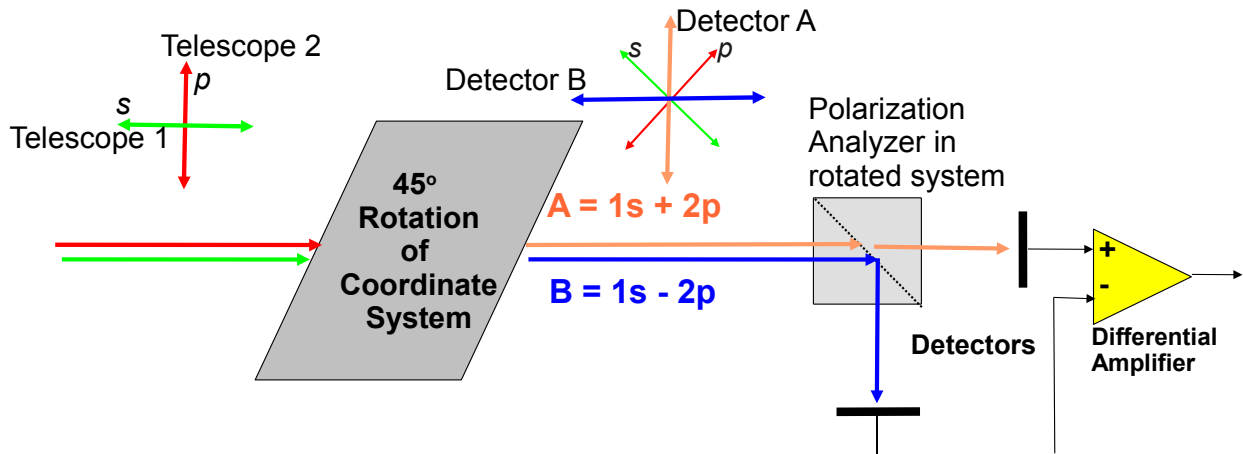 Telescope 2
p
s
Telescope 1
Detector A
s
p
Detector B
45o
Rotation
of
Coordinate
System
A = 1s + 2p
B = 1s - 2p
Polarization
Analyzer in
rotated system
+
-
Detectors
Differential
Amplifier